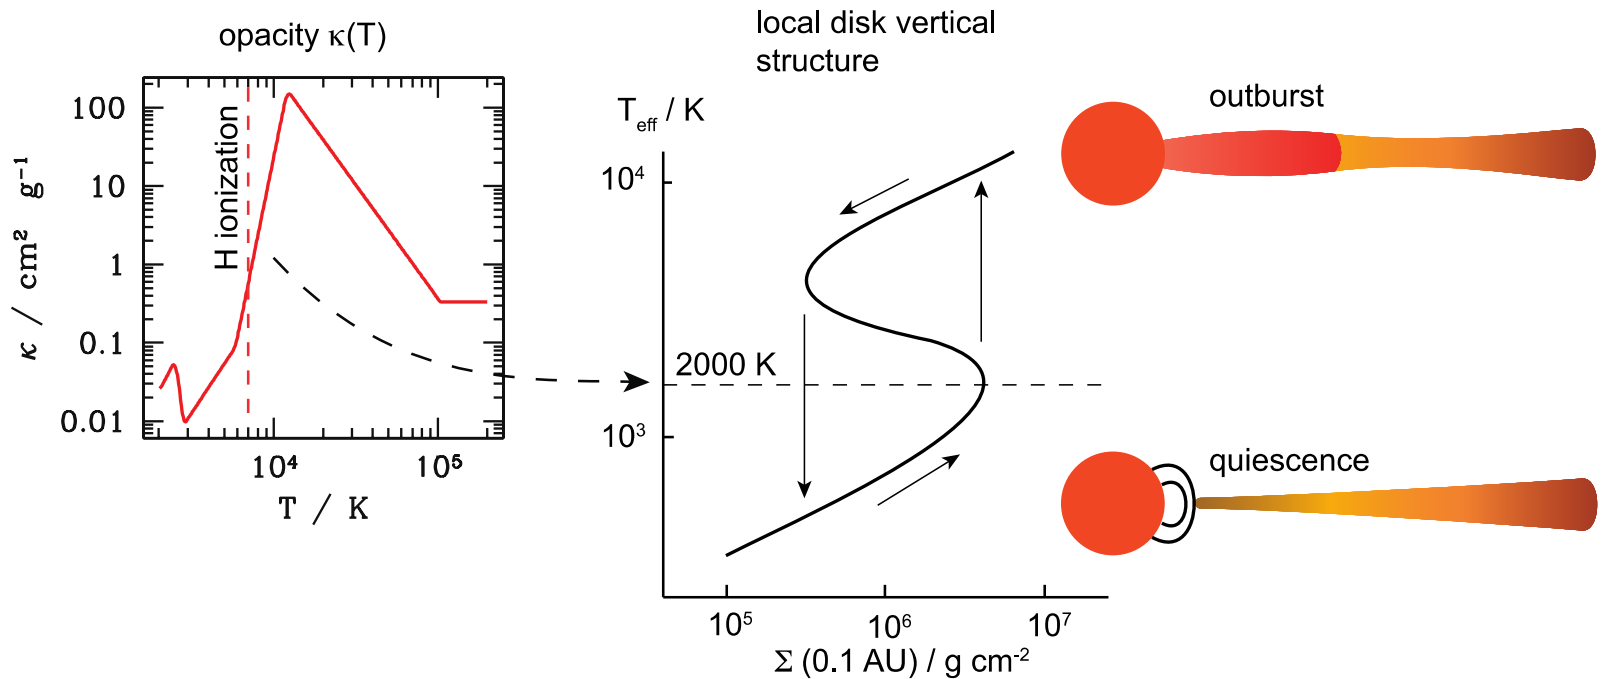 opacity κ(T)
100
10
1
0.1
0.01
κ / cm² g⁻¹
H ionization
10⁴
10⁵
T / K
local disk vertical
structure
T_eff / K
10⁴
2000 K
10³
10⁵
10⁶
10⁷
Σ (0.1 AU) / g cm⁻²
outburst
quiescence